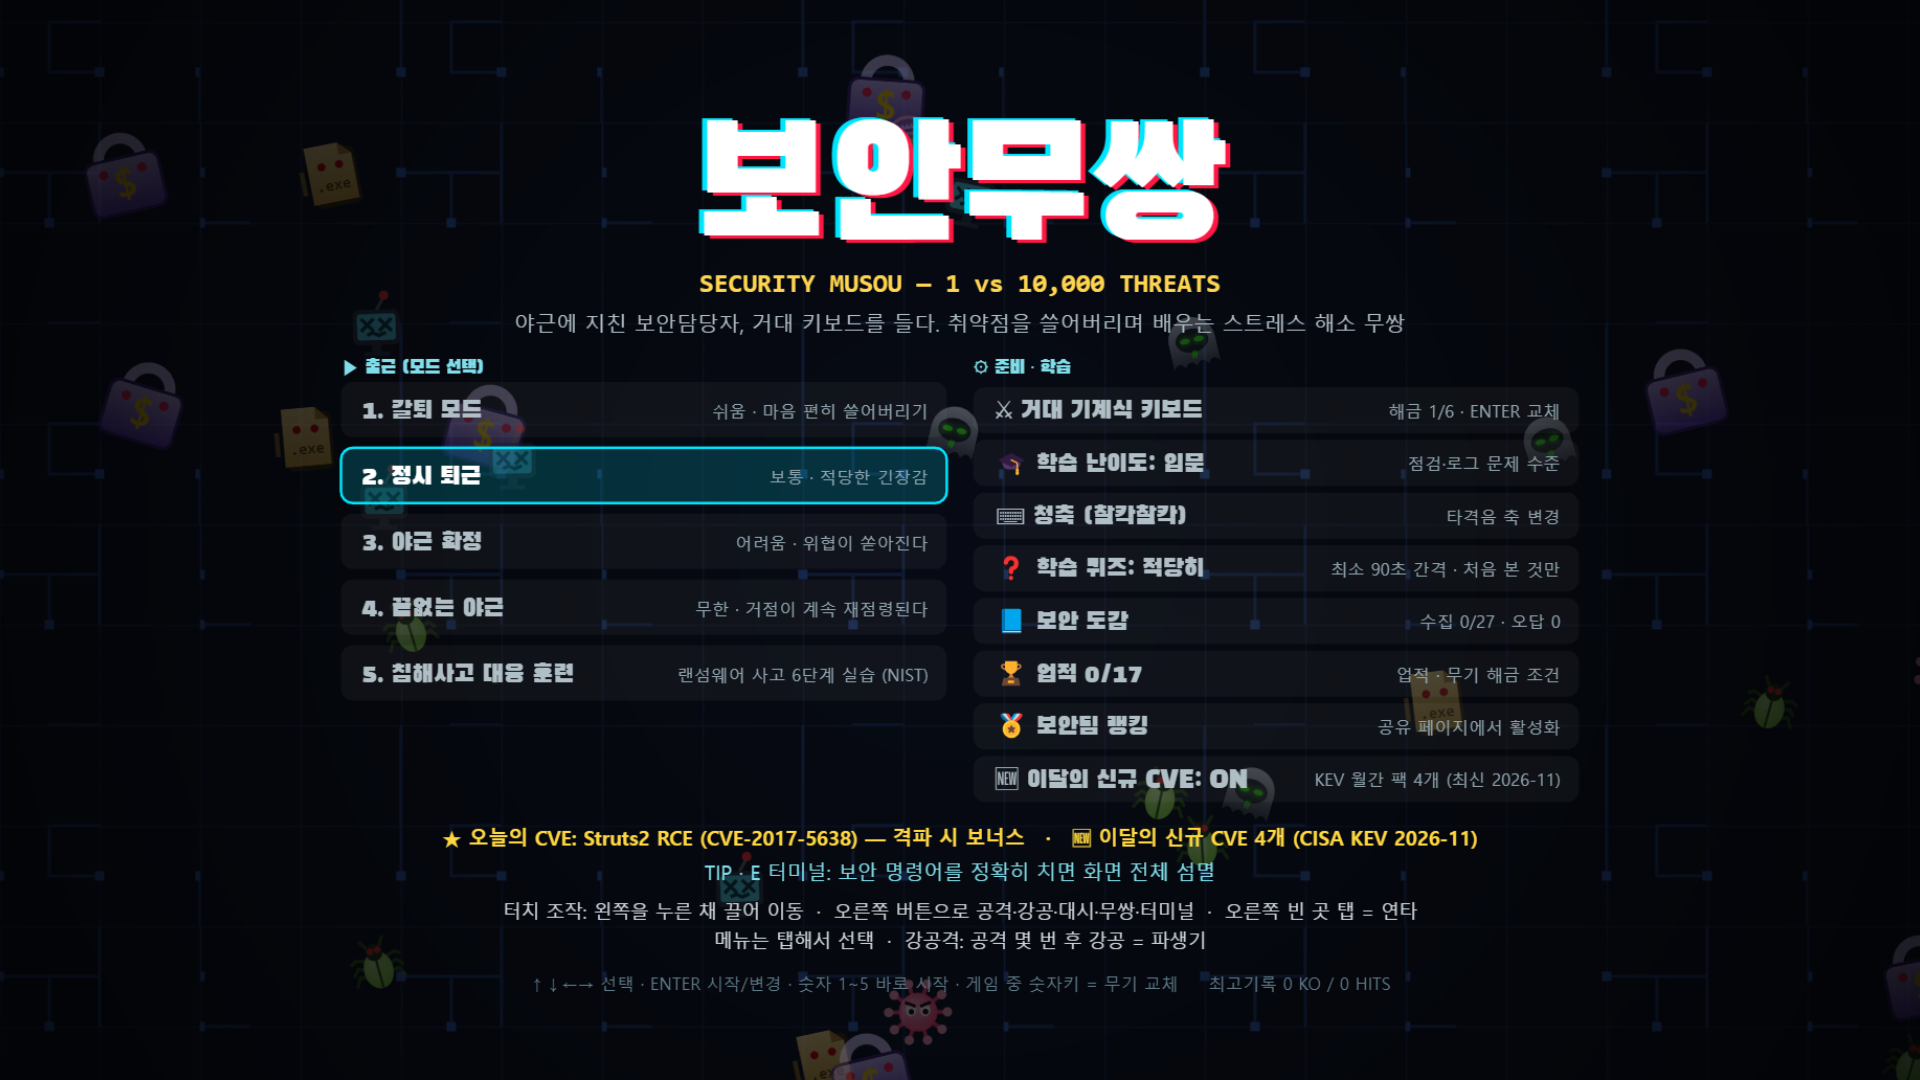 보안무쌍
SECURITY MUSOU — 1 vs 10,000 THREATS
야근에 지친 보안담당자, 거대 키보드를 들다. 취약점을 쓸어버리며 배우는 스트레스 해소 무쌍
▶ 출근 (모드 선택)
1. 칼퇴 모드 쉬움 · 마음 편히 쓸어버리기
2. 정시 퇴근 보통 · 적당한 긴장감
3. 야근 확정 어려움 · 위협이 쏟아진다
4. 끝없는 야근 무한 · 거점이 계속 재점령된다
5. 침해사고 대응 훈련 랜섬웨어 사고 6단계 실습 (NIST)
⚙ 준비 · 학습
⚔ 거대 기계식 키보드 해금 1/6 · ENTER 교체
🎓 학습 난이도: 입문 점검·로그 문제 수준
⌨ 청축 (찰칵찰칵) 타격음 축 변경
❓ 학습 퀴즈: 적당히 최소 90초 간격 · 처음 본 것만
📘 보안 도감 수집 0/27 · 오답 0
🏆 업적 0/17 업적 · 무기 해금 조건
🏅 보안팀 랭킹 공유 페이지에서 활성화
🆕 이달의 신규 CVE: ON KEV 월간 팩 4개 (최신 2026-11)
★ 오늘의 CVE: Struts2 RCE (CVE-2017-5638) — 격파 시 보너스 · 🆕 이달의 신규 CVE 4개 (CISA KEV 2026-11)
TIP · E 터미널: 보안 명령어를 정확히 치면 화면 전체 섬멸
터치 조작: 왼쪽을 누른 채 끌어 이동 · 오른쪽 버튼으로 공격·강공·대시·무쌍·터미널 · 오른쪽 빈 곳 탭 = 연타
메뉴는 탭해서 선택 · 강공격: 공격 몇 번 후 강공 = 파생기
↑↓←→ 선택 · ENTER 시작/변경 · 숫자 1~5 바로 시작 · 게임 중 숫자키 = 무기 교체 최고기록 0 KO / 0 HITS